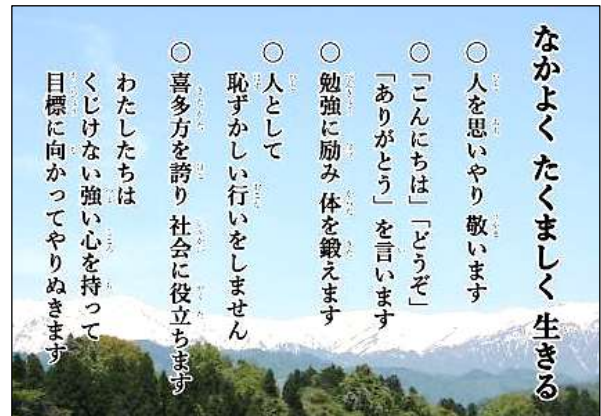 なかよく たくましく 生きる
○ 人を思いやり 敬います
○ 「こんにちは」「どうぞ」
「ありがとう」を言います
○ 勉強に励み 体を鍛えます
○ 人として
恥ずかしい行いをしません
○ 喜多方を誇り 社会に役立ちます
わたしたちは
くじけない強い心を持って
目標に向かってやりぬきます